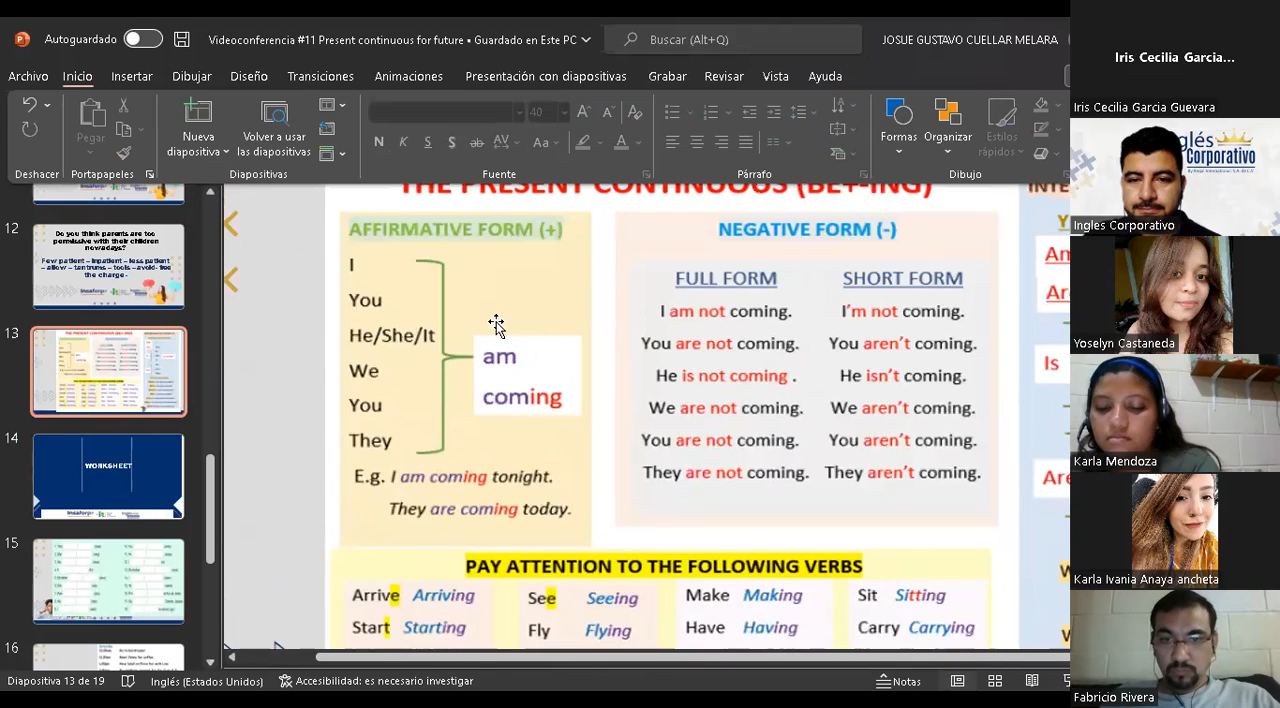 Autoguardado
Videoconferencia #11 Present continuous for future • Guardado en Este PC
Buscar (Alt+Q)
JOSUE GUSTAVO CUELLAR MELARA
Archivo Inicio Insertar Dibujar Diseño Transiciones Animaciones Presentación con diapositivas Grabar Revisar Vista Ayuda
Pegar
Nueva diapositiva
Volver a usar las diapositivas
40
N K S S ab AV Aa A
Formas Organizar Estilos rápidos
Deshacer Portapapeles Diapositivas Fuente Párrafo Dibujo
12
Do you think parents are too
permissive with their children
nowadays?
13
14
WORKSHEET
15
16
THE PRESENT CONTINUOUS (BE+-ING)
AFFIRMATIVE FORM (+)
I
You
He/She/It
We
You
They
am
coming
E.g. I am coming tonight.
They are coming today.
NEGATIVE FORM (-)
FULL FORM SHORT FORM
I am not coming. I'm not coming.
You are not coming. You aren't coming.
He is not coming . He isn't coming.
We are not coming. We aren't coming.
You are not coming. You aren't coming.
They are not coming. They aren't coming.
Is
PAY ATTENTION TO THE FOLLOWING VERBS
Arrive Arriving See Seeing Make Making Sit Sitting
Start Starting Fly Flying Have Having Carry Carrying
Diapositiva 13 de 19
Inglés (Estados Unidos)
Accesibilidad: es necesario investigar
Notas
Iris Cecilia Garcia...
Iris Cecilia Garcia Guevara
Inglés
Corporativo
Ingles Corporativo
Yoselyn Castaneda
Karla Mendoza
Karla Ivania Anaya ancheta
Fabricio Rivera